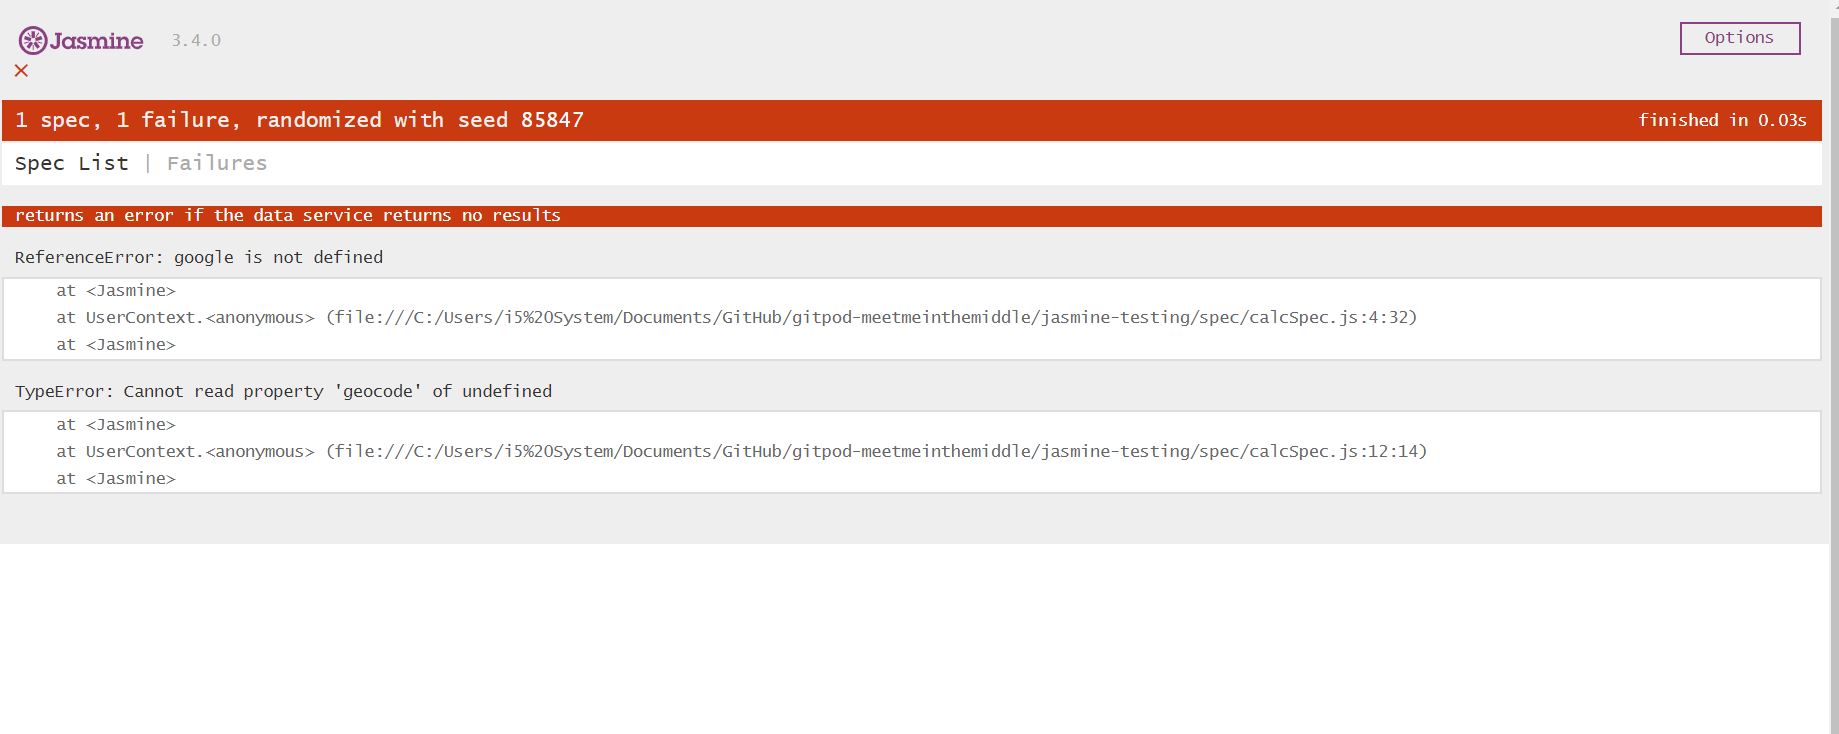 Jasmine 3.4.0 Options
×
1 spec, 1 failure, randomized with seed 85847 finished in 0.03s
Spec List | Failures
returns an error if the data service returns no results
ReferenceError: google is not defined
at <Jasmine>
at UserContext.<anonymous> (file:///C:/Users/i5%20System/Documents/GitHub/gitpod-meetmeinthemiddle/jasmine-testing/spec/calcSpec.js:4:32)
at <Jasmine>
TypeError: Cannot read property 'geocode' of undefined
at <Jasmine>
at UserContext.<anonymous> (file:///C:/Users/i5%20System/Documents/GitHub/gitpod-meetmeinthemiddle/jasmine-testing/spec/calcSpec.js:12:14)
at <Jasmine>